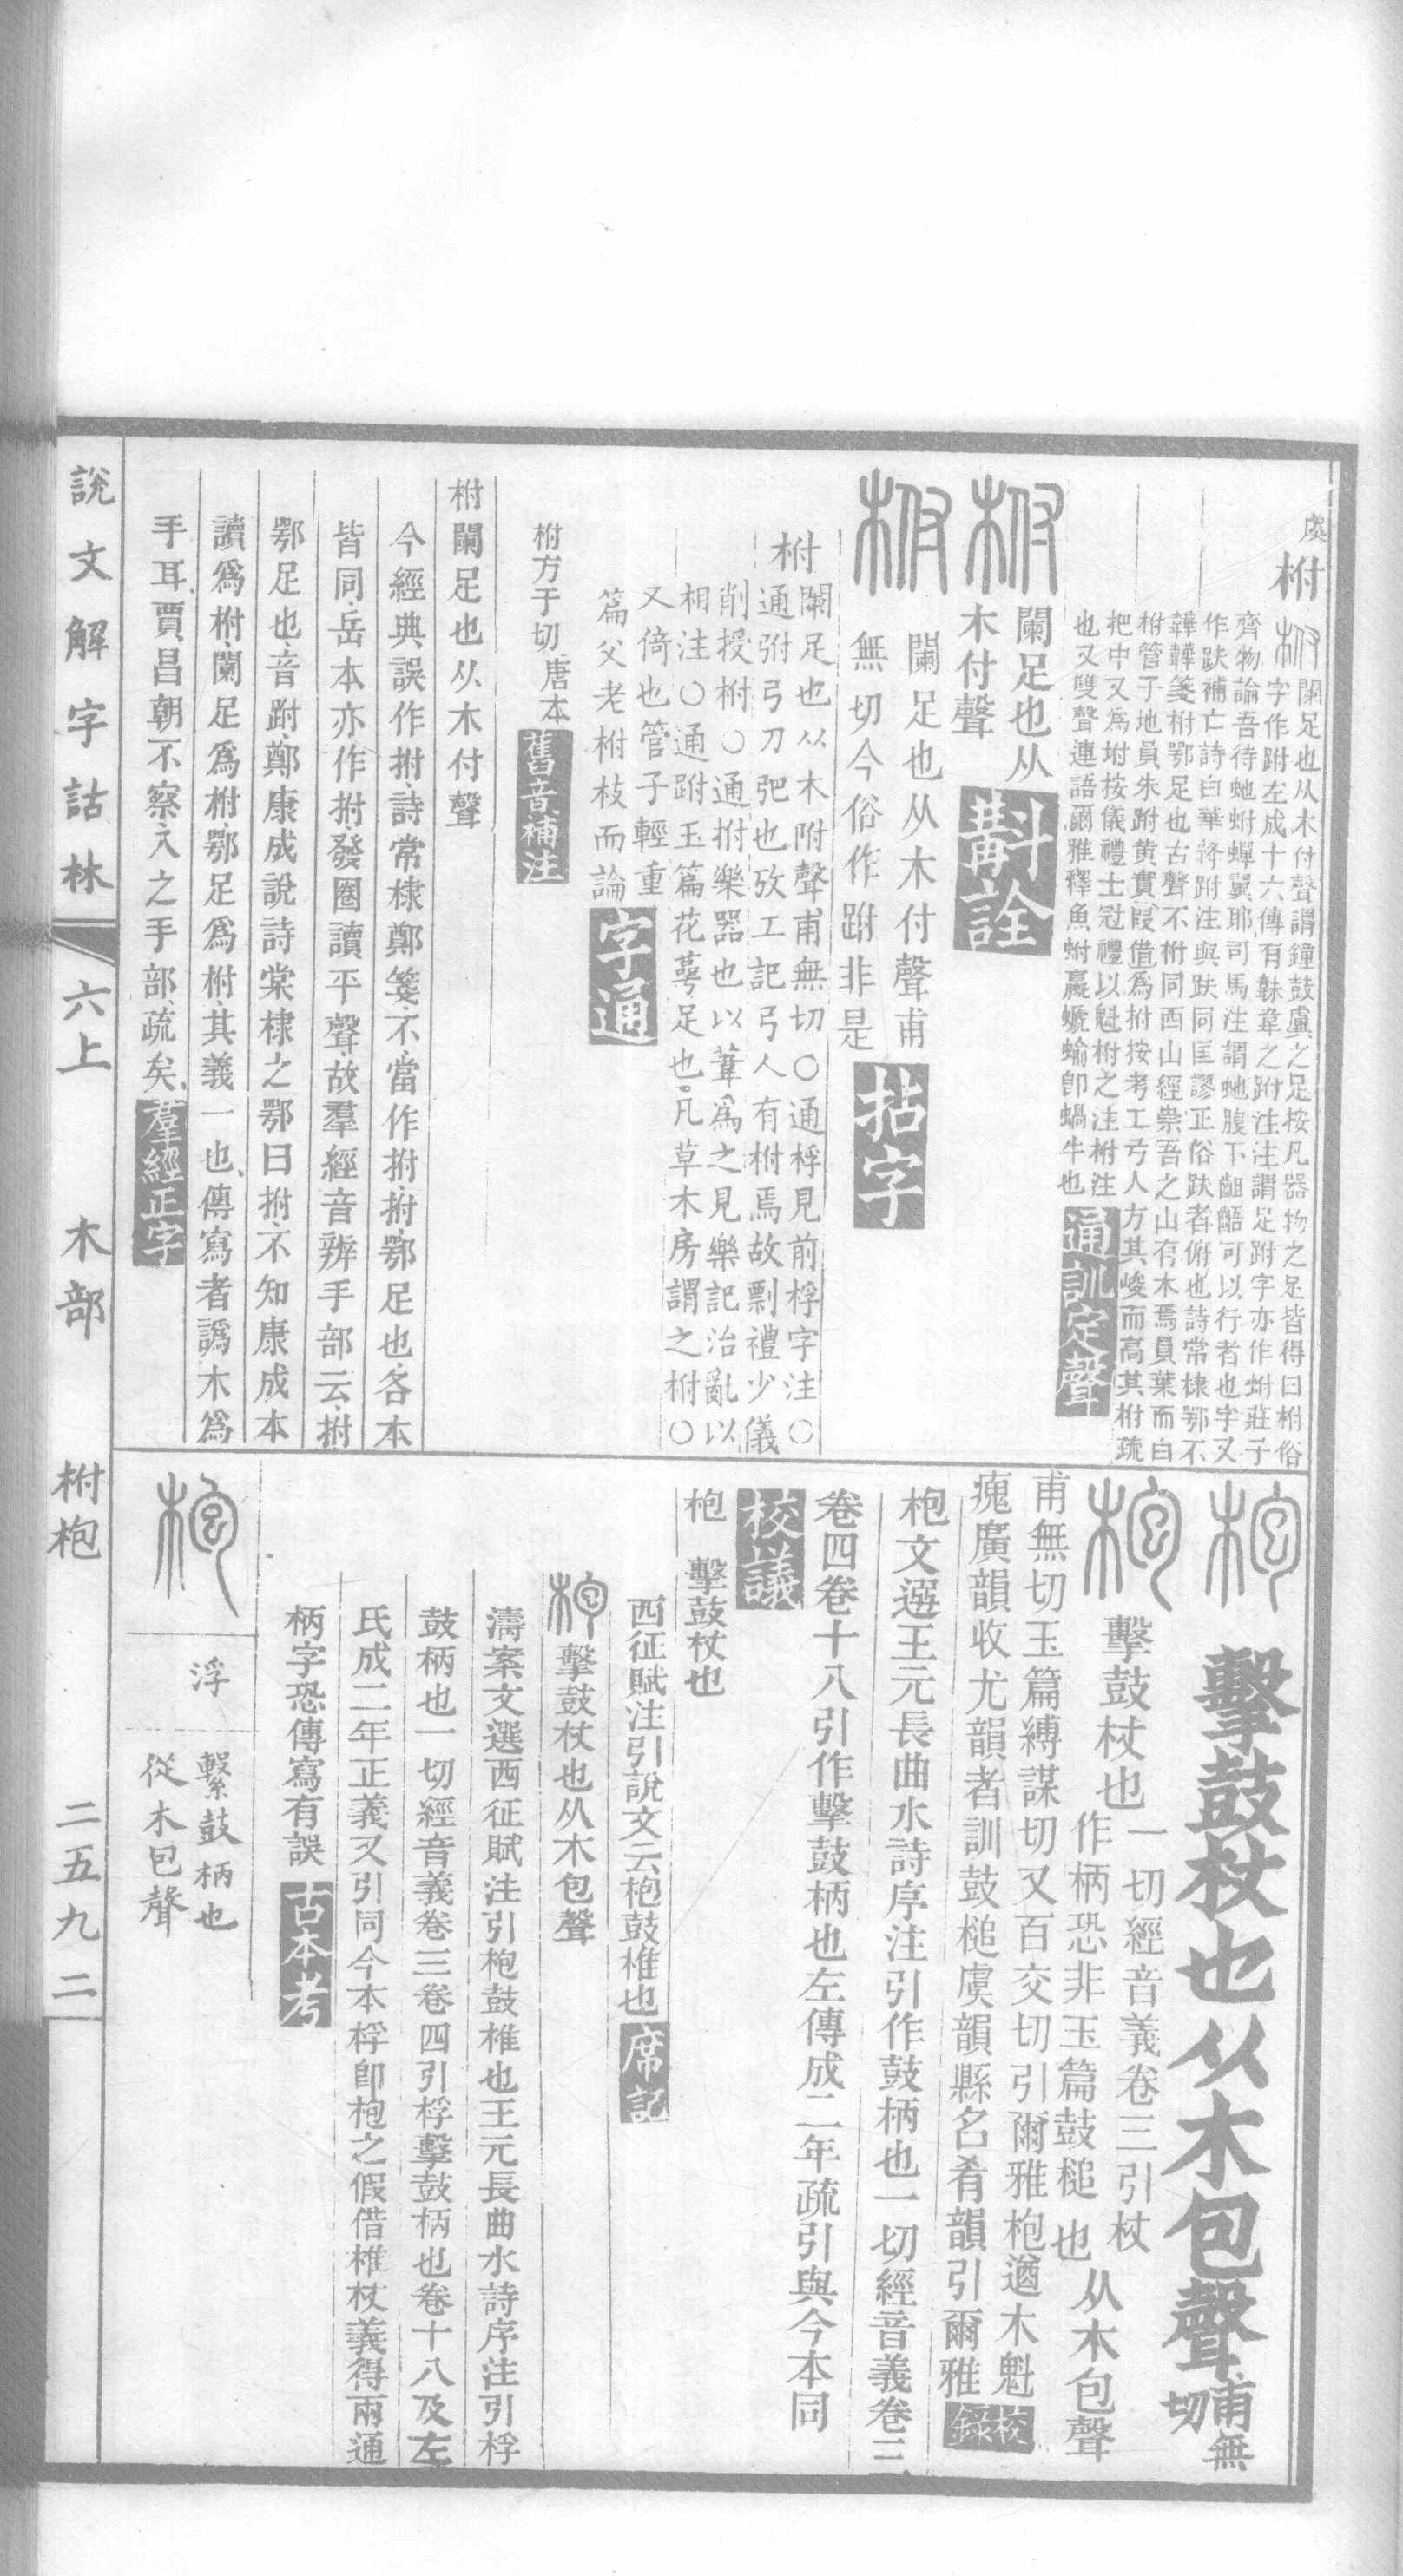 虞
柎
闌足也从木付聲謂鐘鼓虡之足按凡器物之足皆得曰柎俗
字作跗左成十六傳有韎韋之跗注注謂足跗字亦作蚹莊子
齊物論吾待虵蚹蟬翼耶司馬注謂虵腹下齟齬可以行者也字又
作趺補亡詩白華絳跗注與趺同匡謬正俗趺者俯也詩常棣鄂不
韡韡箋柎鄂足也古聲不柎同西山經崇吾之山有木焉員葉而白
柎管子地員朱跗黃實叚借爲拊按考工弓人方其峻而高其柎疏
把中又爲坿按儀禮士冠禮以魁柎之注柎注
也又雙聲連語爾雅釋魚蚹蠃螔蝓卽蝸牛也
通訓定聲
闌足也从
木付聲
斠詮
闌足也从木付聲甫
無切今俗作跗非是
拈字
柎
闌足也从木附聲甫無切○通桴見前桴字注○
通弣弓刀弝也攷工記弓人有柎焉故剽禮少儀
削授柎○通拊樂器也以葦爲之見樂記治亂以
相注○通跗玉篇花萼足也凡草木房謂之柎○
又倚也管子輕重
篇父老柎枝而論
字通
柎方于切唐本
舊音補注
柎闌足也从木付聲
今經典誤作拊詩常棣鄭箋不當作拊拊鄂足也各本
皆同岳本亦作拊發圈讀平聲故羣經音辨手部云拊
鄂足也音跗鄭康成說詩棠棣之鄂曰拊不知康成本
讀爲柎闌足爲柎鄂足爲柎其義一也傳寫者譌木爲
手耳賈昌朝不察入之手部疏矣
羣經正字
擊鼓杖也从木包聲
甫無
切
擊鼓杖也
一切經音義卷三引杖
作柄恐非玉篇鼓槌也
从木包聲
甫無切玉篇縛謀切又百交切引爾雅枹遒木魁
瘣廣韻收尤韻者訓鼓槌虞韻縣名肴韻引爾雅
校錄
枹文選王元長曲水詩序注引作鼓柄也一切經音義卷三
卷四卷十八引作擊鼓柄也左傳成二年疏引與今本同
校議
枹 擊鼓杖也
西征賦注引說文云枹鼓椎也
席記
擊鼓杖也从木包聲
濤案文選西征賦注引枹鼓椎也王元長曲水詩序注引桴
鼓柄也一切經音義卷三卷四引桴擊鼓柄也卷十八及左
氏成二年正義又引同今本桴卽枹之假借椎杖義得兩通
柄字恐傳寫有誤
古本考
浮
繫鼓柄也
從木包聲
說文解字詁林
六上 木部
柎枹
二五九二